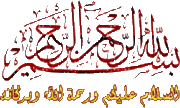 بسم الله الرحمن الرحيم
السلام عليكم ورحمة الله وبركاته